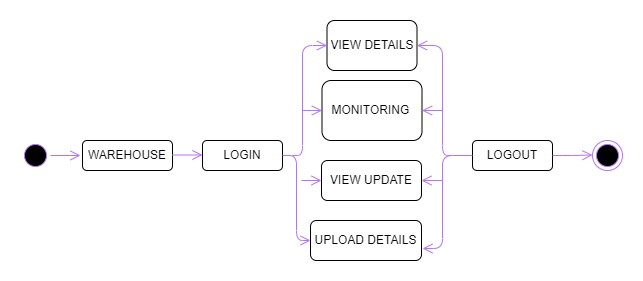 VIEW DETAILS
MONITORING
WAREHOUSE
LOGIN
LOGOUT
VIEW UPDATE
UPLOAD DETAILS